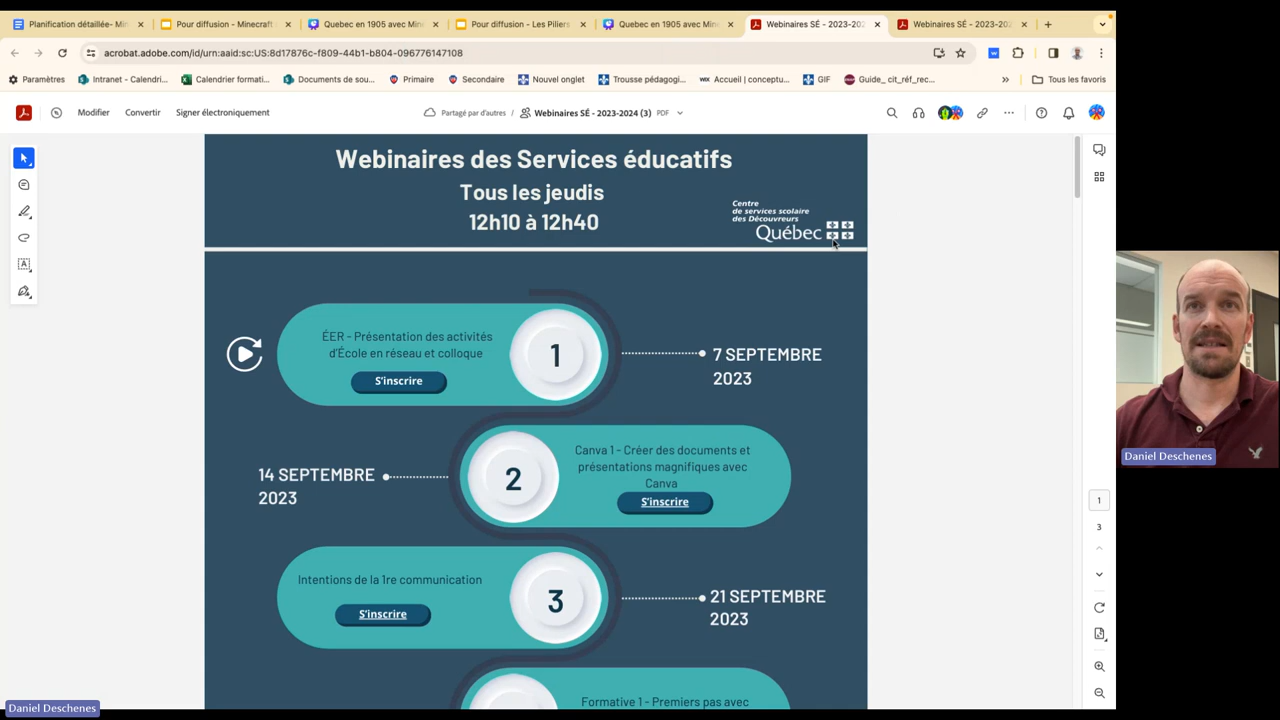 Planification détaillée- Min
Pour diffusion - Minecraft
Quebec en 1905 avec Mine
Pour diffusion - Les Piliers
Quebec en 1905 avec Mine
Webinaires SÉ - 2023-202
Webinaires SÉ - 2023-202
acrobat.adobe.com/id/urn:aaid:sc:US:8d17876c-f809-44b1-b804-096776147108
Paramètres
Intranet - Calendri...
Calendrier formati...
Documents de sou...
Primaire
Secondaire
Nouvel onglet
Trousse pédagogi...
Accueil | conceptu...
GIF
Guide_ cit_réf_rec...
Tous les favoris
Modifier
Convertir
Signer électroniquement
Partagé par d'autres /
Webinaires SÉ - 2023-2024 (3)
PDF
Webinaires des Services éducatifs
Tous les jeudis
12h10 à 12h40
Centre
de services scolaire
des Découvreurs
Québec
ÉER - Présentation des activités
d'École en réseau et colloque
S'inscrire
1
7 SEPTEMBRE
2023
14 SEPTEMBRE
2023
2
Canva 1 - Créer des documents et
présentations magnifiques avec
Canva
S'inscrire
Intentions de la 1re communication
S'inscrire
3
21 SEPTEMBRE
2023
Formative 1 - Premiers pas avec
1
3
Daniel Deschenes
Daniel Deschenes